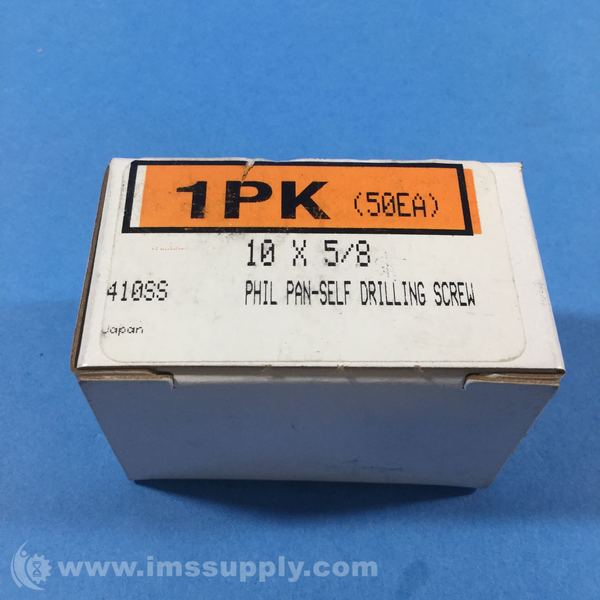 1PK (50EA)
10 X 5/8
410SS PHIL PAN-SELF DRILLING SCREW
Japan
www.imssupply.com